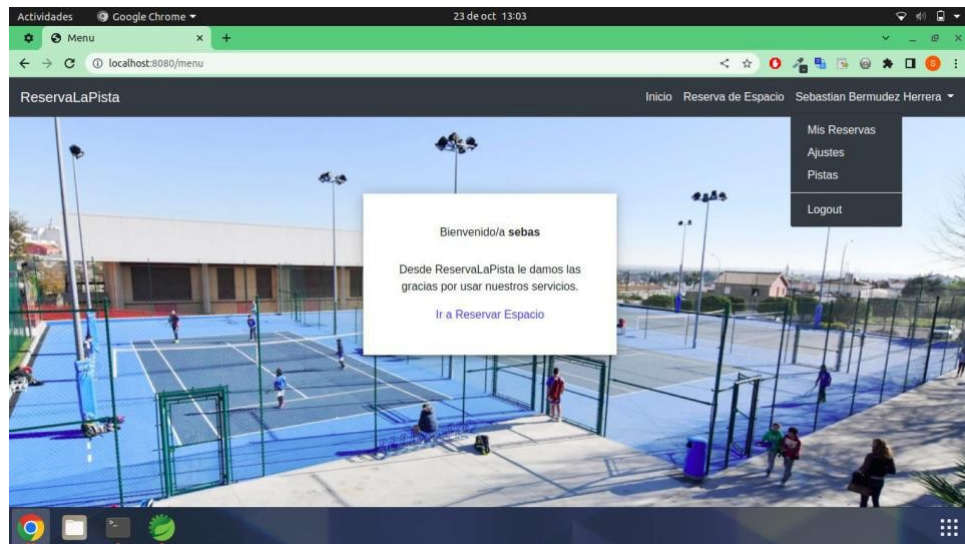 Actividades Google Chrome 23 de oct 13:03
Menu
localhost:8080/menu
S
ReservaLaPista Inicio Reserva de Espacio Sebastian Bermudez Herrera
Mis Reservas
Ajustes
Pistas
Logout
Bienvenido/a sebas
Desde ReservaLaPista le damos las
gracias por usar nuestros servicios.
Ir a Reservar Espacio